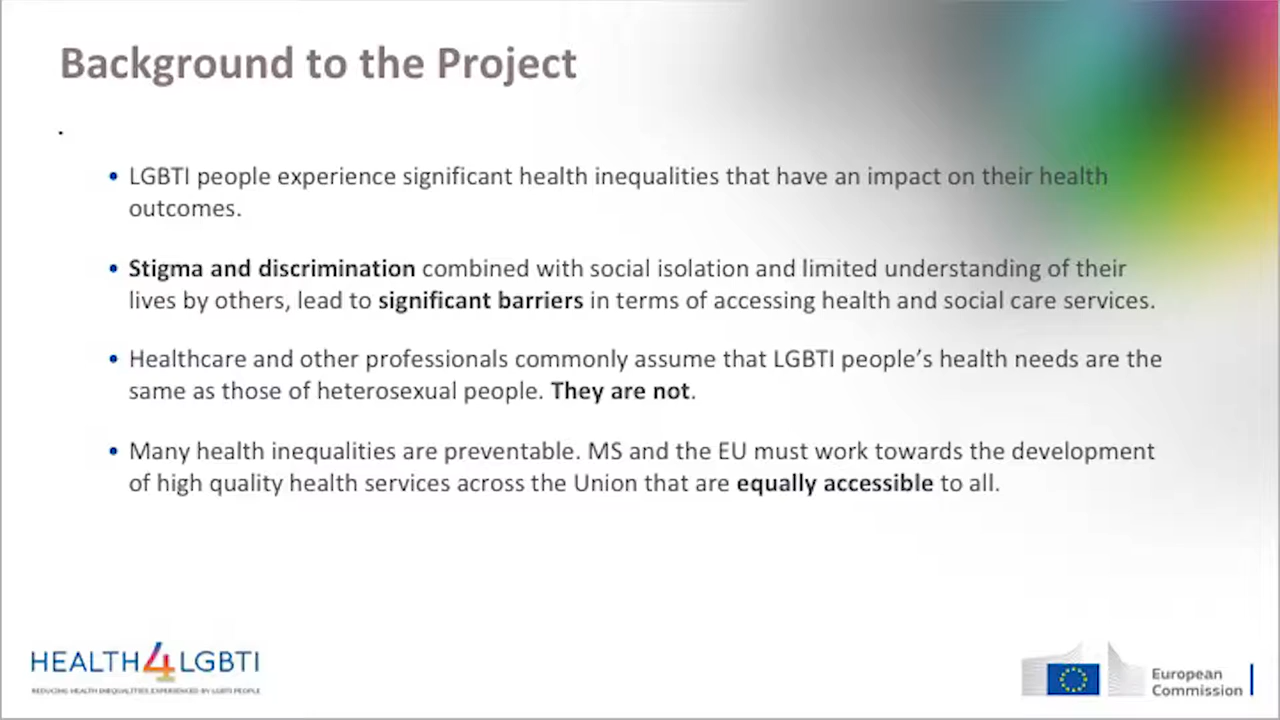 Background to the Project
.
• LGBTI people experience significant health inequalities that have an impact on their health
outcomes.
• Stigma and discrimination combined with social isolation and limited understanding of their
lives by others, lead to significant barriers in terms of accessing health and social care services.
• Healthcare and other professionals commonly assume that LGBTI people's health needs are the
same as those of heterosexual people. They are not.
• Many health inequalities are preventable. MS and the EU must work towards the development
of high quality health services across the Union that are equally accessible to all.
HEALTH4LGBTI
REDUCING HEALTH INEQUALITIES EXPERIENCED BY LGBTI PEOPLE
European
Commission